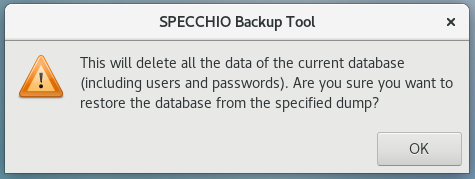 SPECCHIO Backup Tool
This will delete all the data of the current database
(including users and passwords). Are you sure you want to
restore the database from the specified dump?
OK